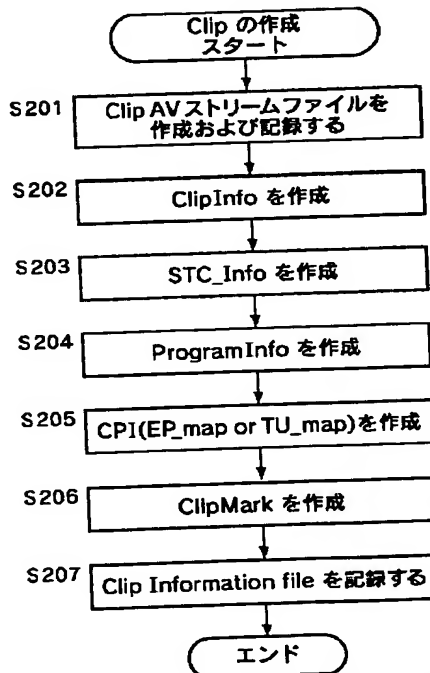 Clip の作成
スタート
S201
Clip AVストリームファイルを
作成および記録する
S202
ClipInfo を作成
S203
STC_Info を作成
S204
ProgramInfo を作成
S205
CPI(EP_map or TU_map)を作成
S206
ClipMark を作成
S207
Clip Information file を記録する
エンド